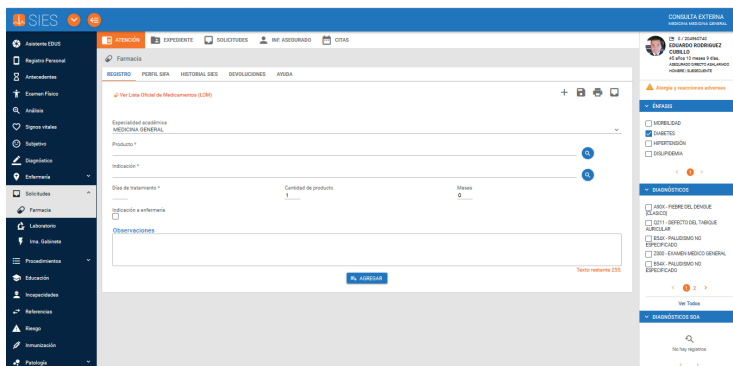 SIES
CONSULTA EXTERNA
MEDICINA MEDICINA GENERAL
Asistente EDUS
Registro Personal
Antecedentes
Examen Físico
Análisis
Signos vitales
Subjetivo
Diagnóstico
Enfermería
Solicitudes
Farmacia
Laboratorio
Ima. Gabinete
Procedimientos
Educación
Incapacidades
Referencias
Riesgo
Inmunización
Patología
ATENCIÓN
EXPEDIENTE
SOLICITUDES
INF. ASEGURADO
CITAS
Farmacia
REGISTRO
PERFIL SIFA
HISTORIAL SIES
DEVOLUCIONES
AYUDA
Ver Lista Oficial de Medicamentos (LOM)
Especialidad académica
MEDICINA GENERAL
Producto *
Indicación *
Días de tratamiento *
Cantidad de producto
Meses
1
0
Indicación a enfermería
Observaciones
Texto restante 255.
AGREGAR
0 / 204960740
EDUARDO RODRIGUEZ
CUBILLO
45 años 10 meses 9 días.
ASEGURADO DIRECTO ASALARIADO
HOMBRE | SUBSECUENTE
Alergia y reacciones adversas
ÉNFASIS
MORBILIDAD
DIABETES
HIPERTENSIÓN
DISLIPIDEMIA
1
DIAGNÓSTICOS
A90X - FIEBRE DEL DENGUE
[CLASICO]
Q211 - DEFECTO DEL TABIQUE
AURICULAR
B54X - PALUDISMO NO
ESPECIFICADO
Z000 - EXAMEN MEDICO GENERAL
B54X - PALUDISMO NO
ESPECIFICADO
1 2
Ver Todos
DIAGNÓSTICOS SOA
No hay registros